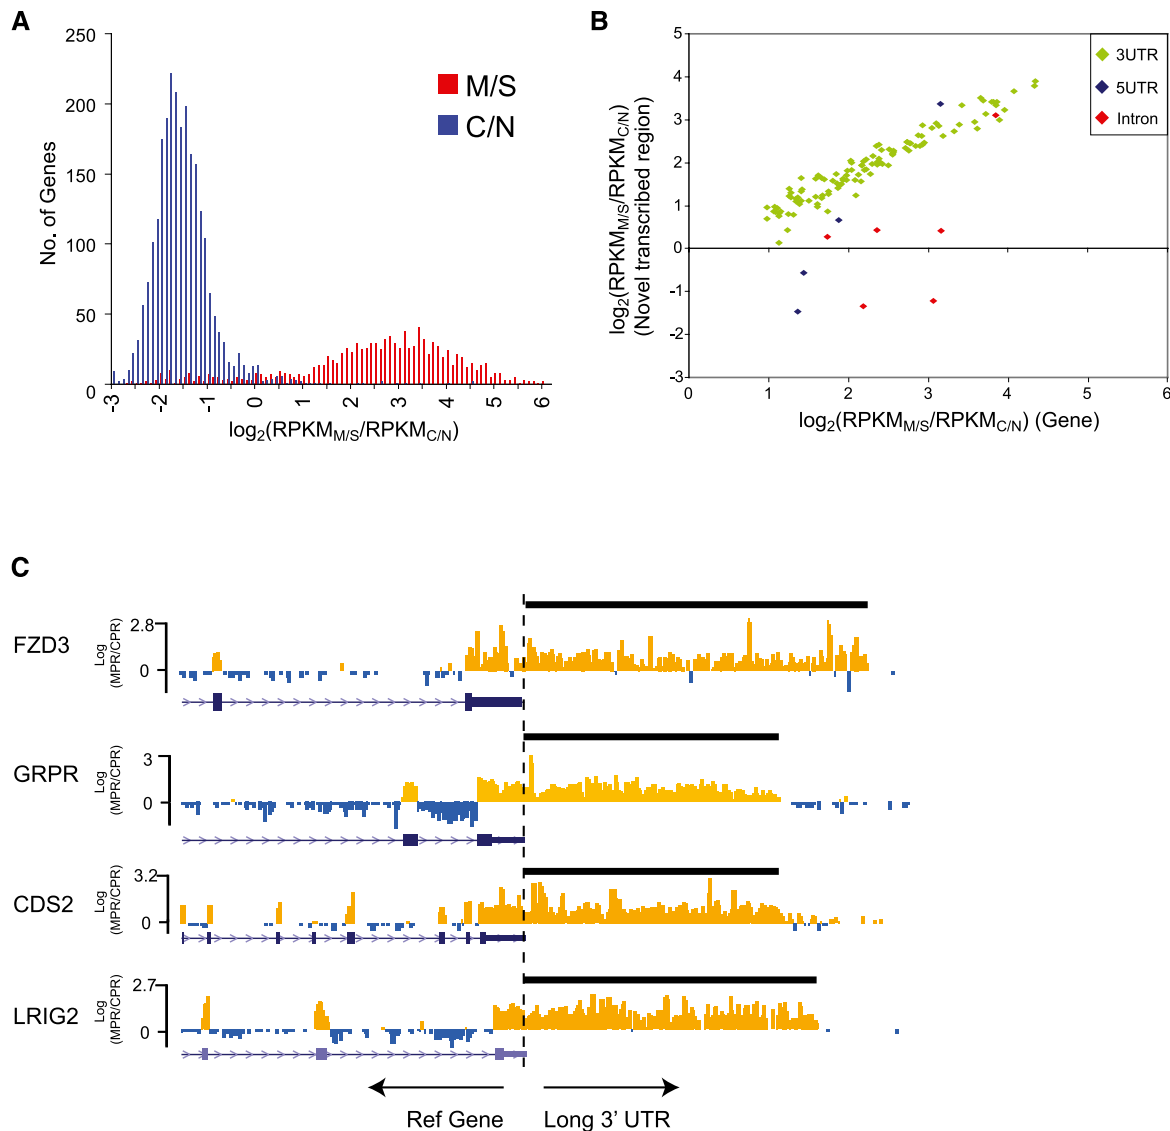 A
250
200
150
100
50
0
No. of Genes
M/S
C/N
-3
-2
-1
0
1
2
3
4
5
6
log2(RPKMM/S/RPKMC/N)
B
5
4
3
2
1
0
-1
-2
-3
log2(RPKMM/S/RPKMC/N)
(Novel transcribed region)
3UTR
5UTR
Intron
0
1
2
3
4
5
6
log2(RPKMM/S/RPKMC/N) (Gene)
C
FZD3
Log
(MPR/CPR)
2.8
0
GRPR
Log
(MPR/CPR)
3
0
CDS2
Log
(MPR/CPR)
3.2
0
LRIG2
Log
(MPR/CPR)
2.7
0
Ref Gene
Long 3' UTR